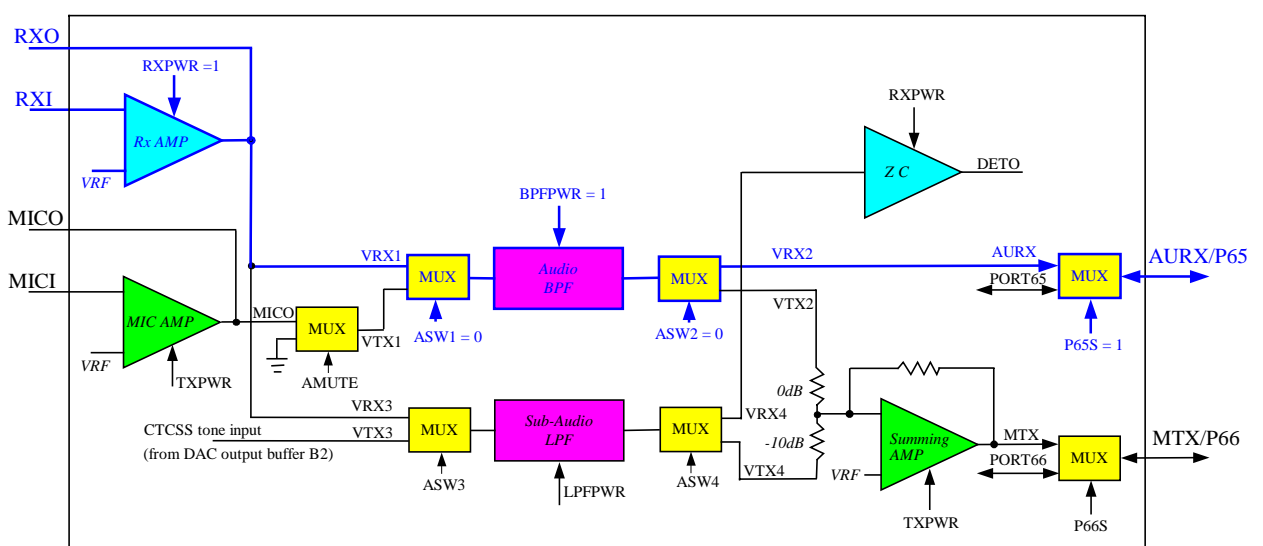 RXO
RXPWR =1
RXI
RXPWR
Rx AMP
Z C
DETO
VRF
BPFPWR = 1
MICO
VRX1
MUX
Audio
BPF
MUX
VRX2
AURX
MUX
AURX/P65
PORT65
MICI
MICO
MUX
VTX1
VTX2
MIC AMP
ASW1 = 0
ASW2 = 0
P65S = 1
VRF
TXPWR
AMUTE
0dB
VRX3
Sub-Audio
LPF
VRX4
CTCSS tone input
VTX3
MUX
MUX
-10dB
Summing
AMP
MTX
MUX
MTX/P66
(from DAC output buffer B2)
PORT66
VTX4
VRF
ASW3
LPFPWR
ASW4
TXPWR
P66S